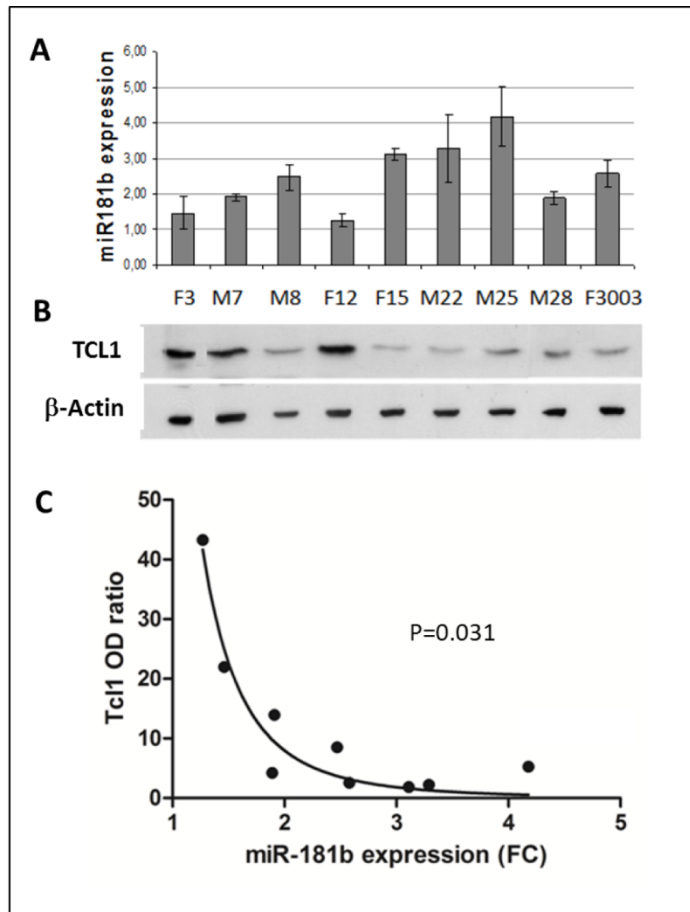 A
miR181b expression
6,00
5,00
4,00
3,00
2,00
1,00
0,00
F3 M7 M8 F12 F15 M22 M25 M28 F3003
B
TCL1
β-Actin
C
Tcl1 OD ratio
50
40
30
20
10
0
P=0.031
1 2 3 4 5
miR-181b expression (FC)